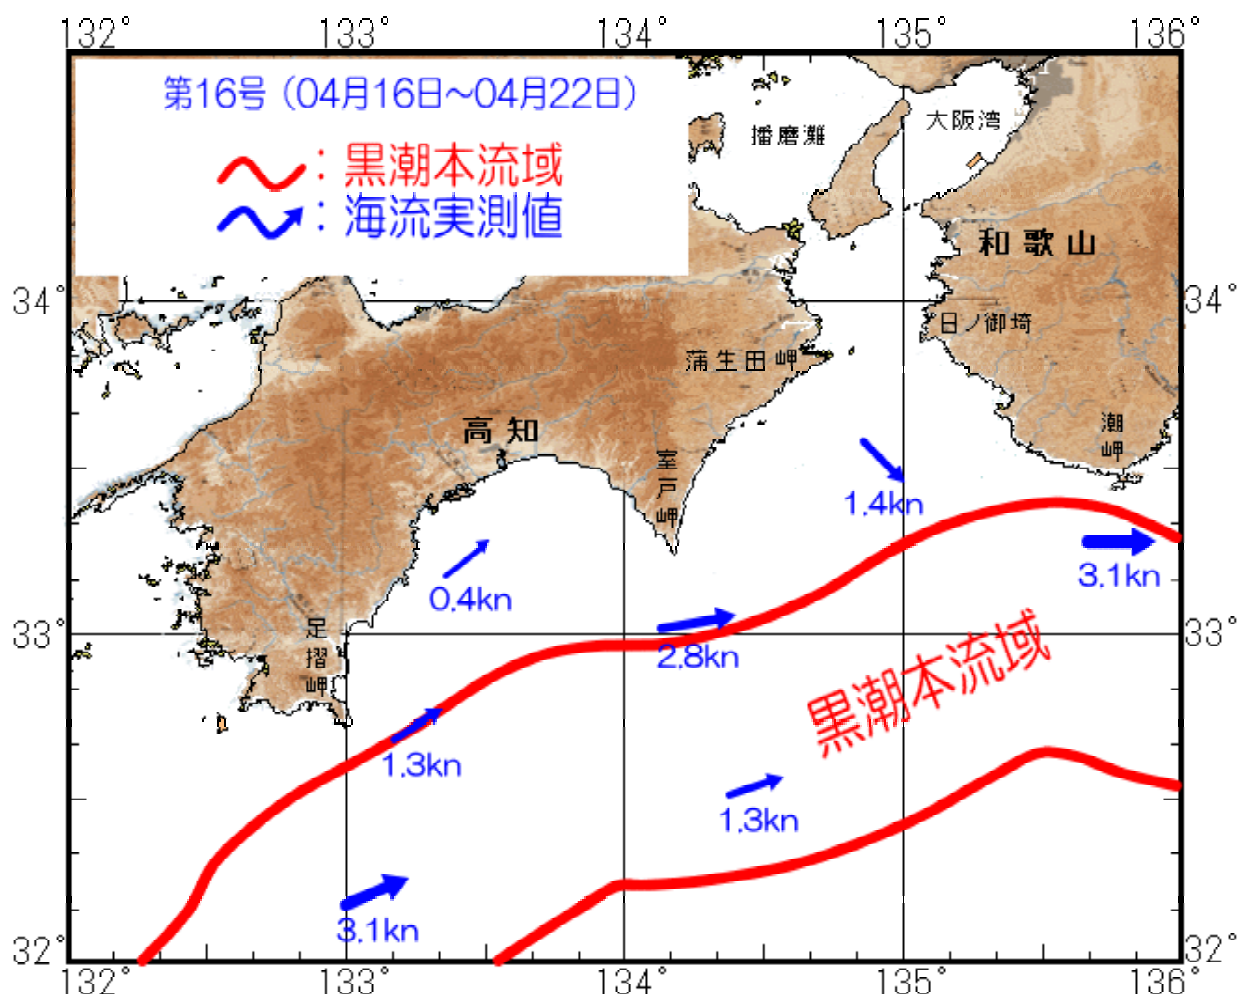 132° 133° 134° 135° 136°
第16号（04月16日～04月22日）
：黒潮本流域
：海流実測値
播磨灘
大阪湾
和歌山
34° 34°
日ノ御埼
蒲生田岬
潮岬
高知
室戸岬
1.4kn
3.1kn
0.4kn
足摺岬
33° 33°
2.8kn
黒潮本流域
1.3kn
1.3kn
3.1kn
32° 32°
132° 133° 134° 135° 136°